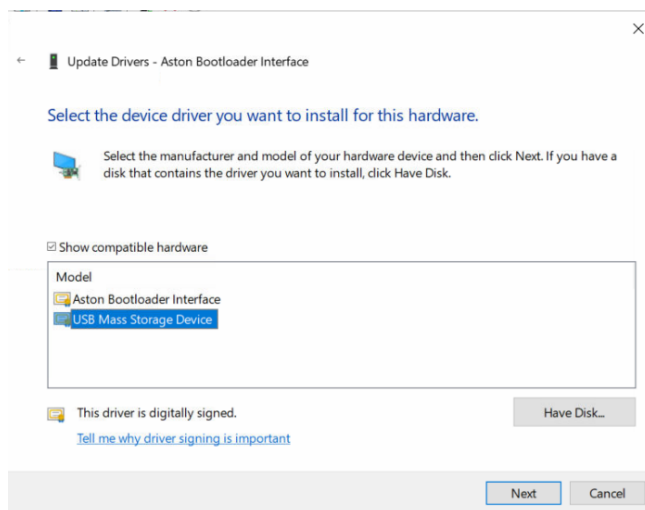 Update Drivers - Aston Bootloader Interface
Select the device driver you want to install for this hardware.
Select the manufacturer and model of your hardware device and then click Next. If you have a
disk that contains the driver you want to install, click Have Disk.
Show compatible hardware
Model
Aston Bootloader Interface
USB Mass Storage Device
This driver is digitally signed.
Have Disk...
Tell me why driver signing is important
Next
Cancel